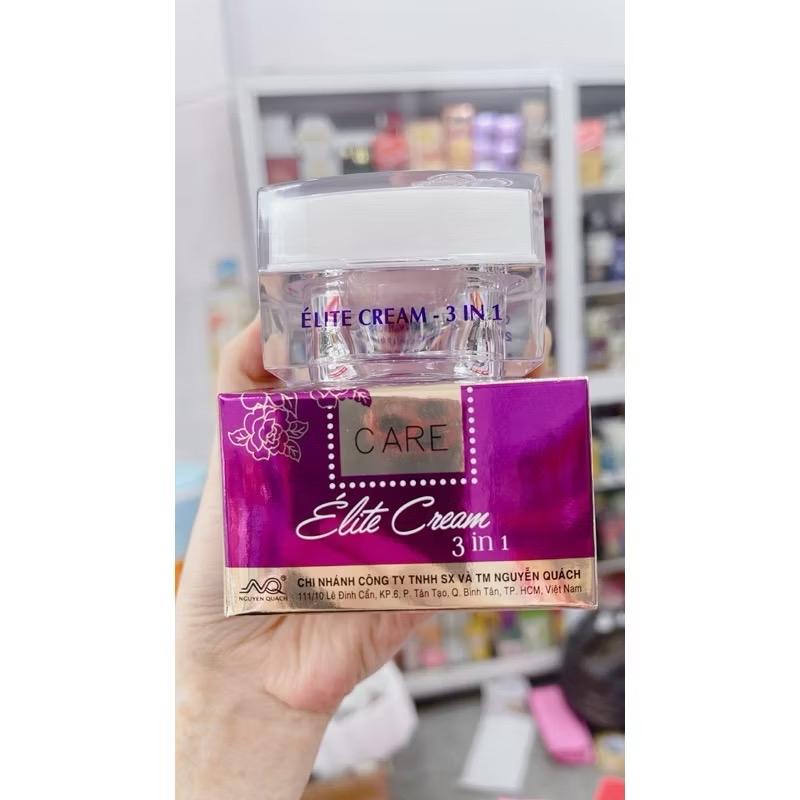 ÉLITE CREAM - 3 IN 1
CARE
Élite Cream
3 in 1
NQ®
NGUYEN QUACH
CHI NHÁNH CÔNG TY TNHH SX VÀ TM NGUYỄN QUÁCH
111/10 Lê Đình Cẩn, KP.6, P. Tân Tạo, Q. Bình Tân, TP. HCM, Việt Nam